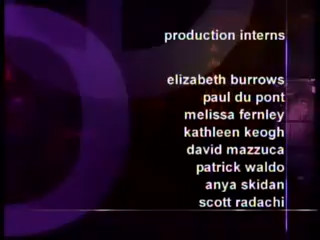 production interns
elizabeth burrows
paul du pont
melissa fernley
kathleen keogh
david mazzuca
patrick waldo
anya skidan
scott radachi